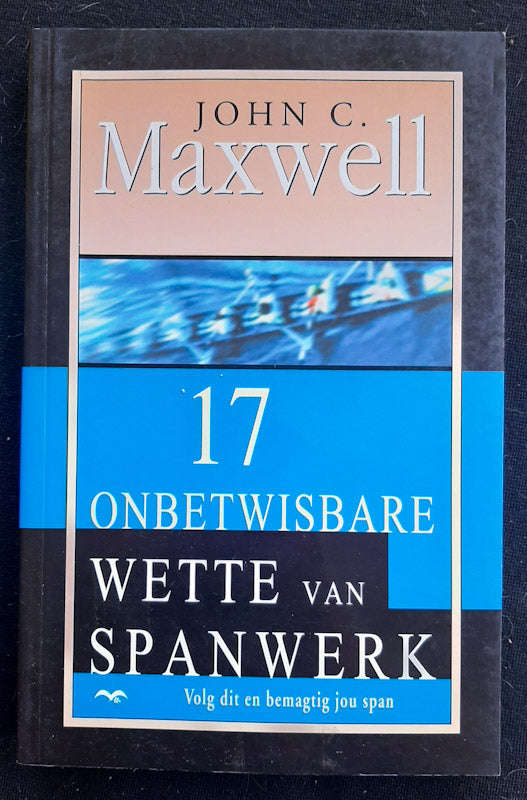 JOHN C.
Maxwell
17
ONBETWISBARE
WETTE VAN
SPANWERK
Volg dit en bemagtig jou span